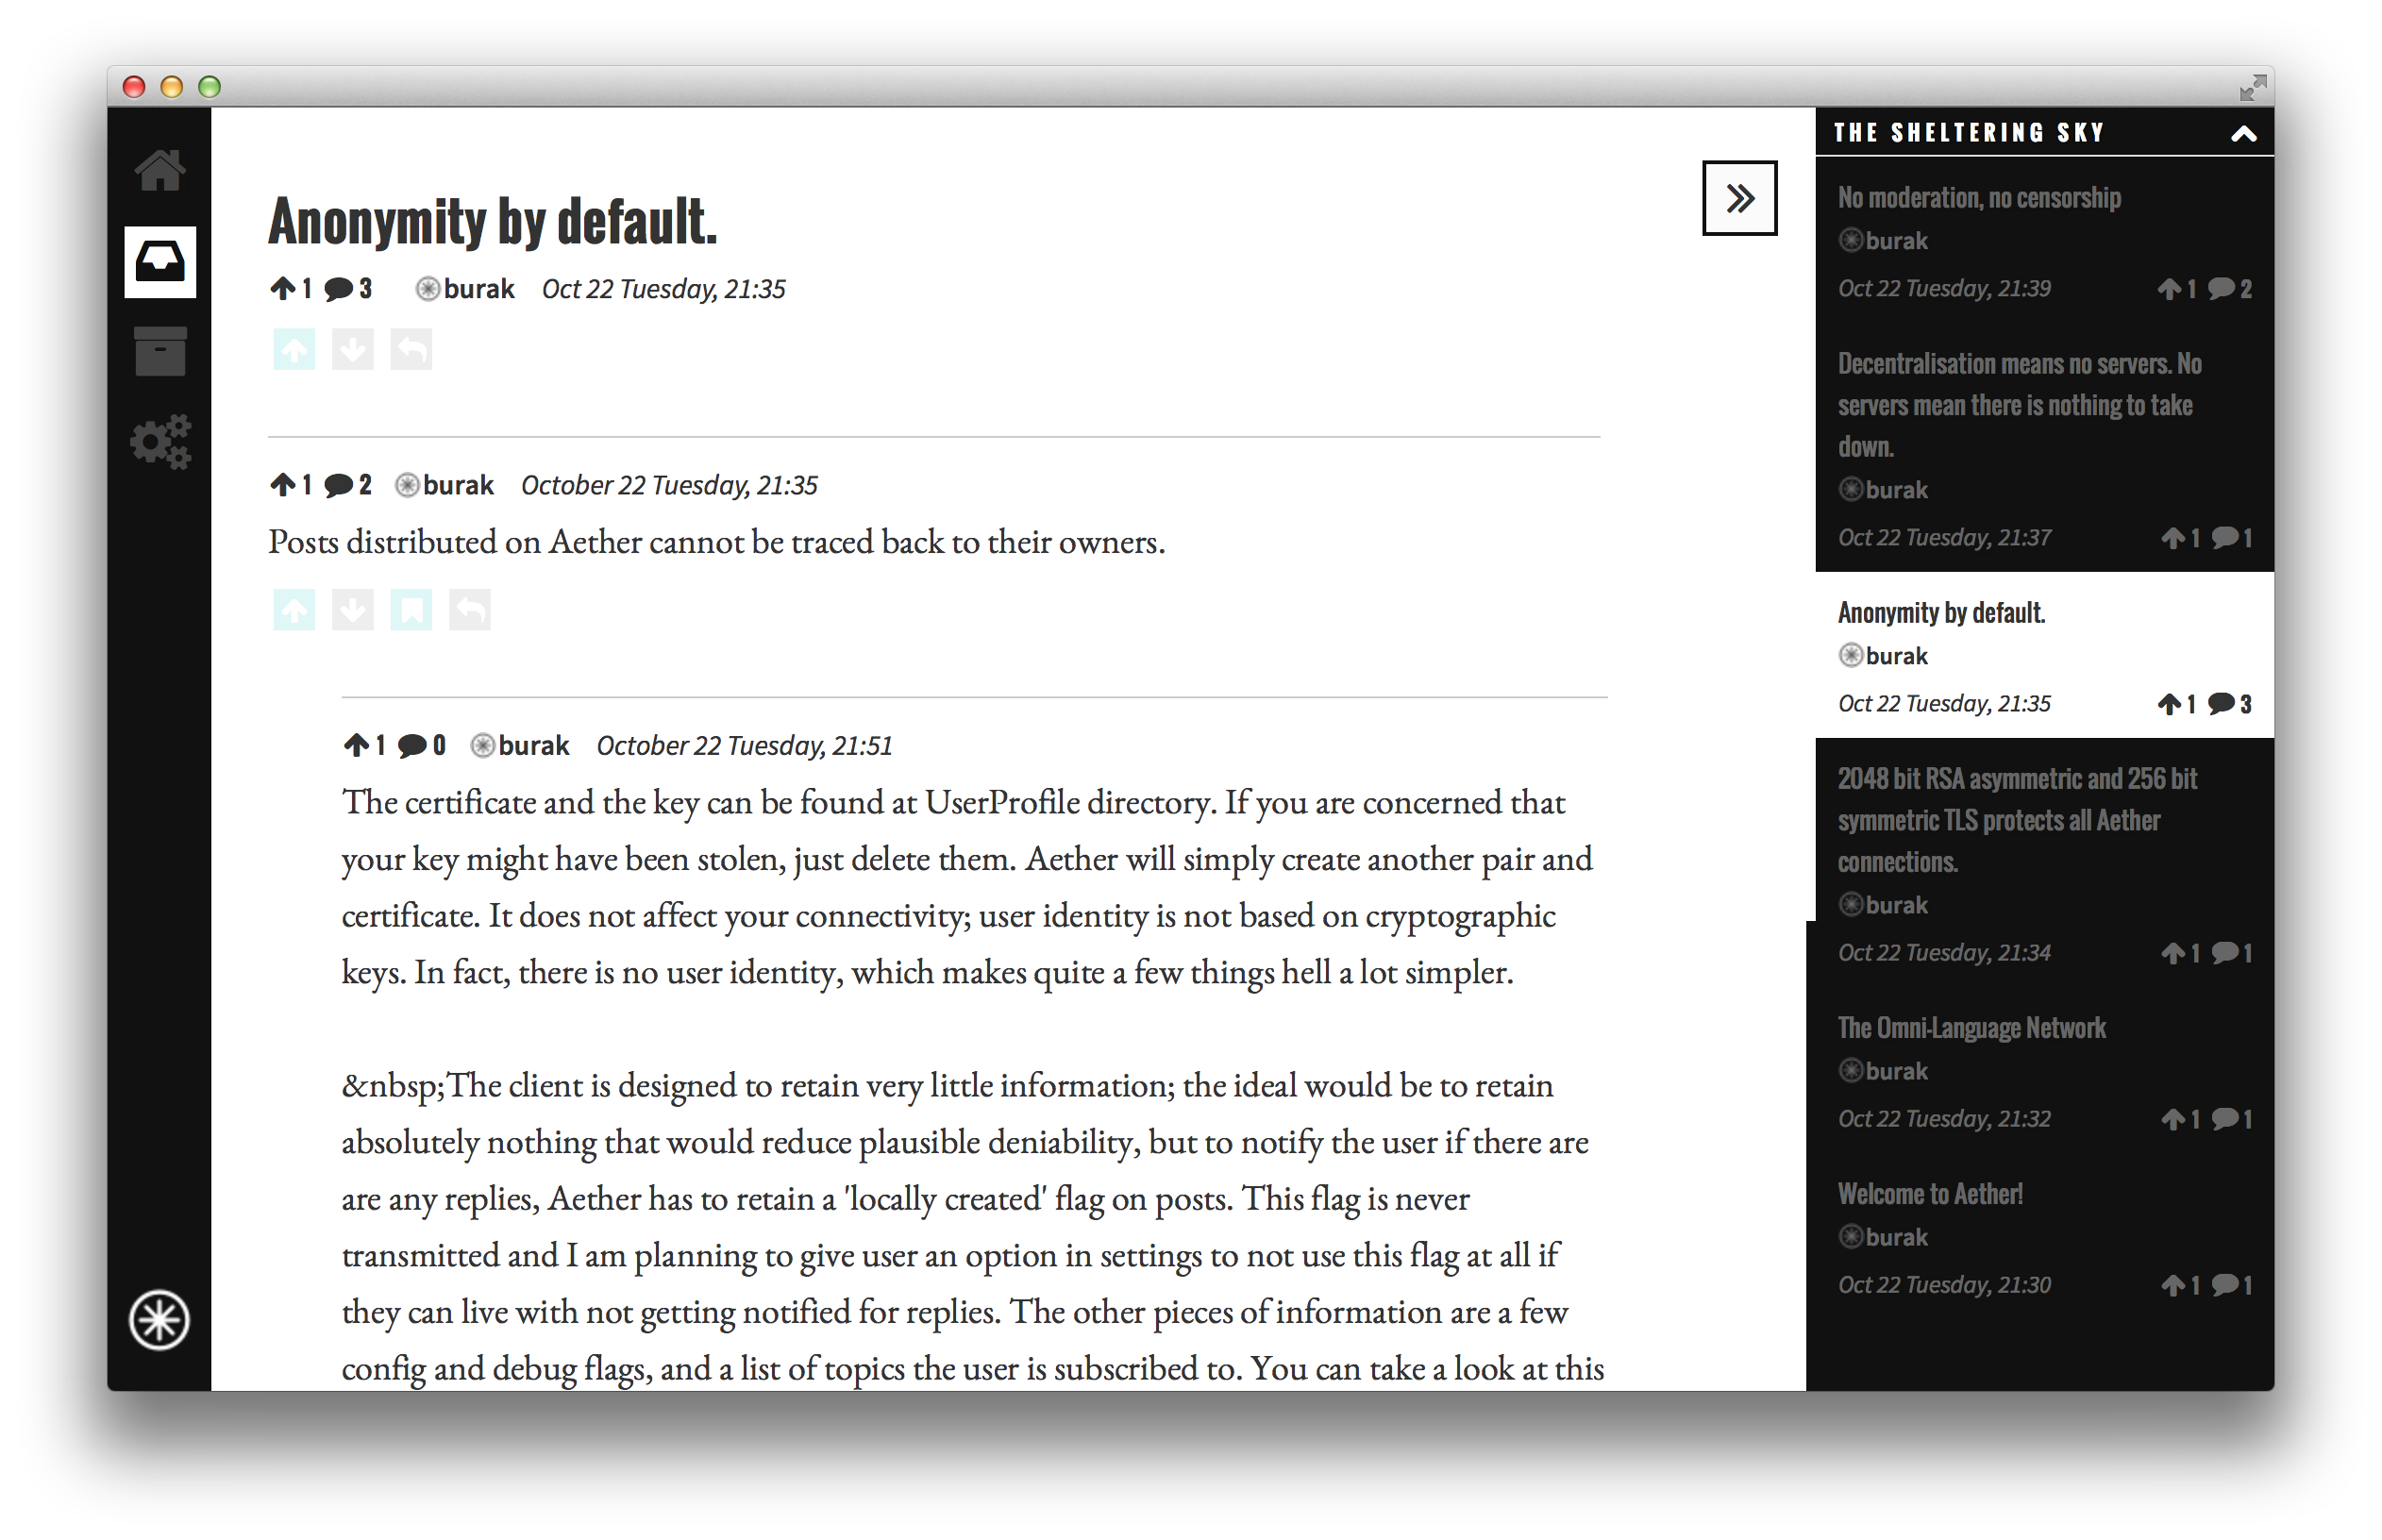 Anonymity by default.
1 3 burak Oct 22 Tuesday, 21:35
1 2 burak October 22 Tuesday, 21:35
Posts distributed on Aether cannot be traced back to their owners.
1 0 burak October 22 Tuesday, 21:51
The certificate and the key can be found at UserProfile directory. If you are concerned that
your key might have been stolen, just delete them. Aether will simply create another pair and
certificate. It does not affect your connectivity; user identity is not based on cryptographic
keys. In fact, there is no user identity, which makes quite a few things hell a lot simpler.
&nbsp;The client is designed to retain very little information; the ideal would be to retain
absolutely nothing that would reduce plausible deniability, but to notify the user if there are
are any replies, Aether has to retain a 'locally created' flag on posts. This flag is never
transmitted and I am planning to give user an option in settings to not use this flag at all if
they can live with not getting notified for replies. The other pieces of information are a few
config and debug flags, and a list of topics the user is subscribed to. You can take a look at this
THE SHELTERING SKY
No moderation, no censorship
burak
Oct 22 Tuesday, 21:39 1 2
Decentralisation means no servers. No
servers mean there is nothing to take
down.
burak
Oct 22 Tuesday, 21:37 1 1
Anonymity by default.
burak
Oct 22 Tuesday, 21:35 1 3
2048 bit RSA asymmetric and 256 bit
symmetric TLS protects all Aether
connections.
burak
Oct 22 Tuesday, 21:34 1 1
The Omni-Language Network
burak
Oct 22 Tuesday, 21:32 1 1
Welcome to Aether!
burak
Oct 22 Tuesday, 21:30 1 1